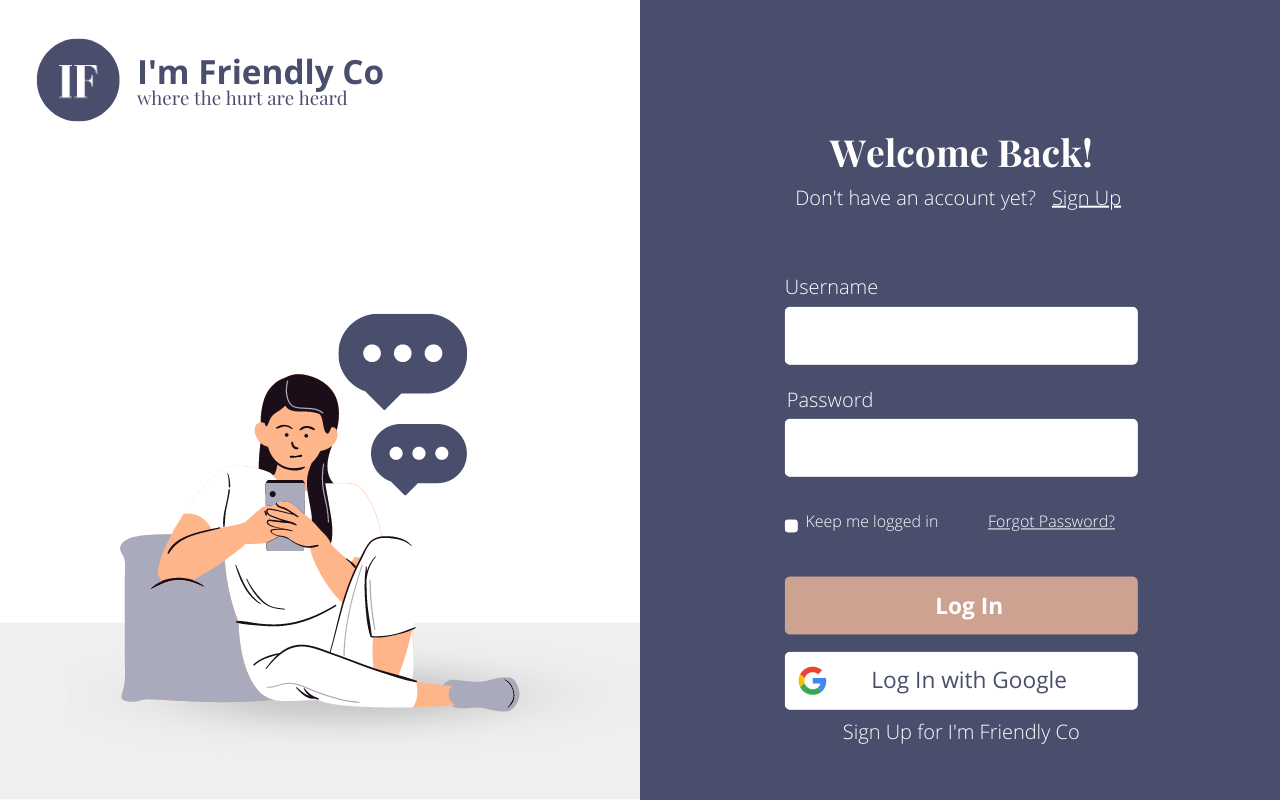 IF
I'm Friendly Co
where the hurt are heard
Welcome Back!
Don't have an account yet? Sign Up
Username
Password
Keep me logged in Forgot Password?
Log In
Log In with Google
Sign Up for I'm Friendly Co